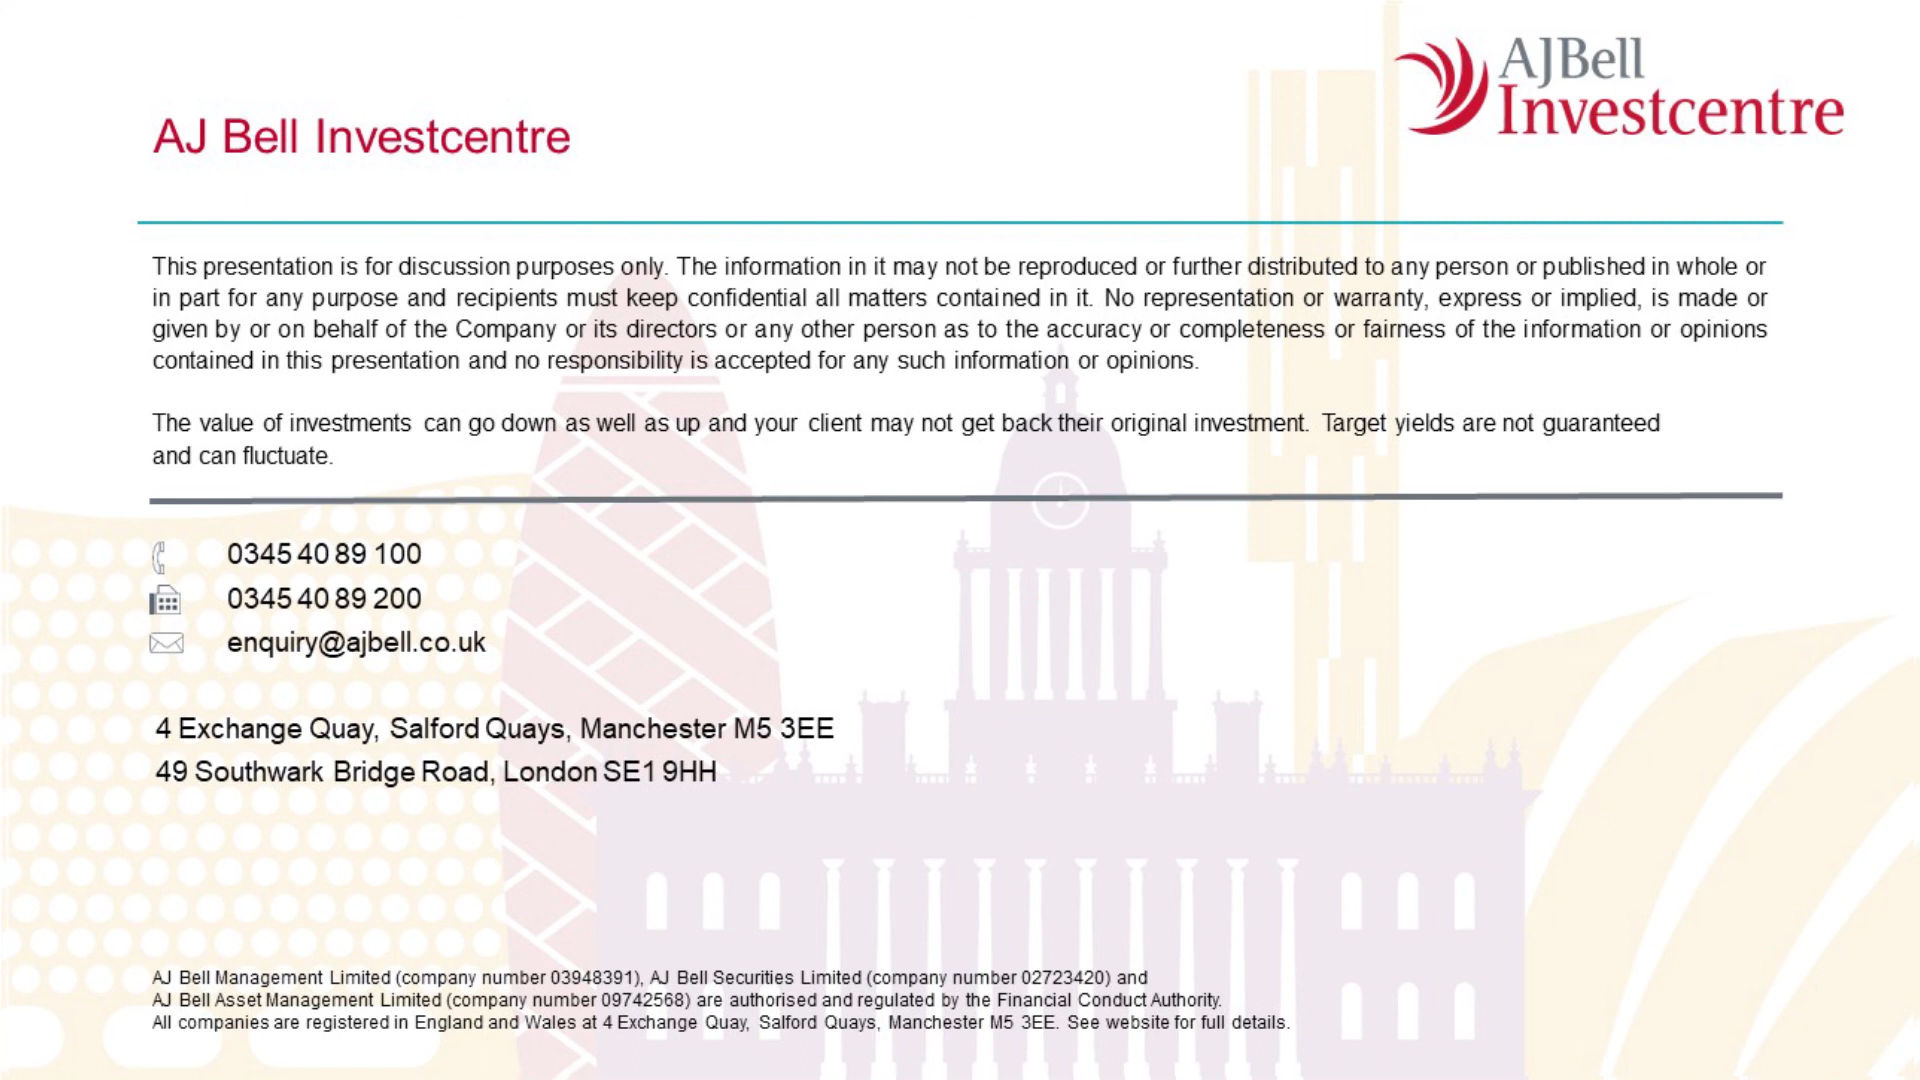 AJBell
Investcentre
AJ Bell Investcentre
This presentation is for discussion purposes only. The information in it may not be reproduced or further distributed to any person or published in whole or
in part for any purpose and recipients must keep confidential all matters contained in it. No representation or warranty, express or implied, is made or
given by or on behalf of the Company or its directors or any other person as to the accuracy or completeness or fairness of the information or opinions
contained in this presentation and no responsibility is accepted for any such information or opinions.
The value of investments can go down as well as up and your client may not get back their original investment. Target yields are not guaranteed
and can fluctuate.
0345 40 89 100
0345 40 89 200
enquiry@ajbell.co.uk
4 Exchange Quay, Salford Quays, Manchester M5 3EE
49 Southwark Bridge Road, London SE1 9HH
AJ Bell Management Limited (company number 03948391), AJ Bell Securities Limited (company number 02723420) and
AJ Bell Asset Management Limited (company number 09742568) are authorised and regulated by the Financial Conduct Authority.
All companies are registered in England and Wales at 4 Exchange Quay, Salford Quays, Manchester M5 3EE. See website for full details.